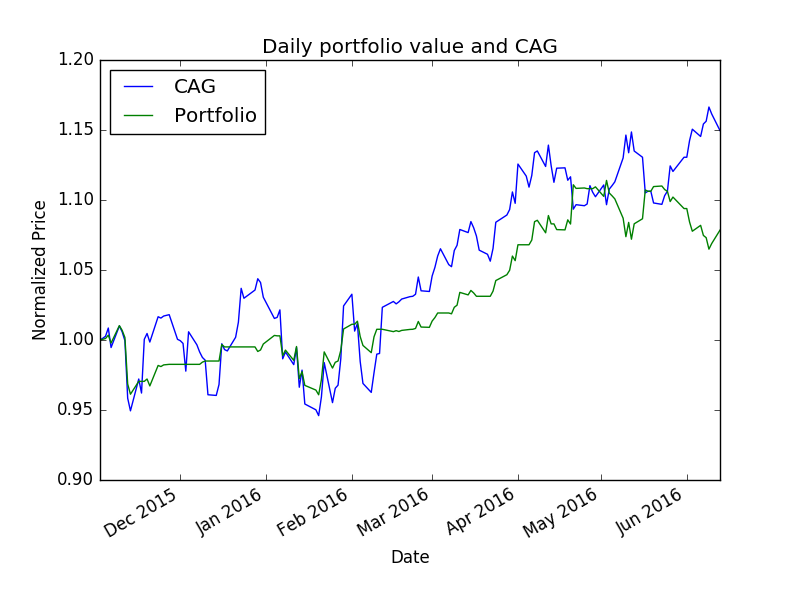 Daily portfolio value and CAG
CAG
Portfolio
1.20
1.15
1.10
1.05
1.00
0.95
0.90
Normalized Price
Dec 2015
Jan 2016
Feb 2016
Mar 2016
Apr 2016
May 2016
Jun 2016
Date